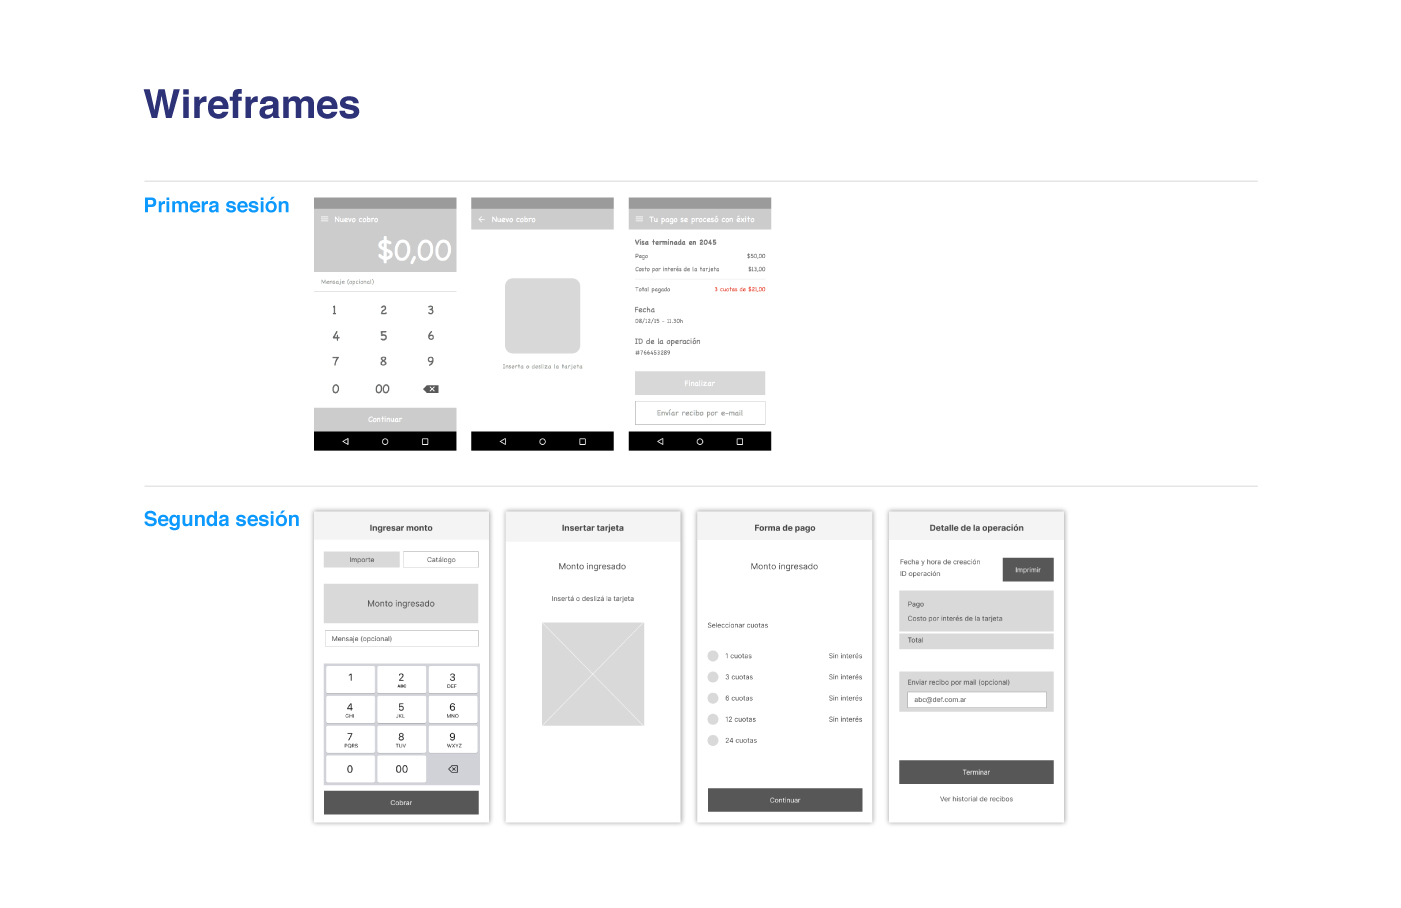 Wireframes
Primera sesión
Nuevo cobro
$0,00
Mensaje (opcional)
1 2 3
4 5 6
7 8 9
0 00
Continuar
Nuevo cobro
Inserta o desliza la tarjeta
Tu pago se procesó con éxito
Visa terminada en 2045
Pago $50,00
Costo por interés de la tarjeta $13,00
Total pagado 3 cuotas de $21,00
Fecha
08/12/15 - 11.30h
ID de la operación
#766453289
Finalizar
Envíar recibo por e-mail
Segunda sesión
Ingresar monto
Importe Catálogo
Monto ingresado
Mensaje (opcional)
1 2 3
ABC DEF
4 5 6
GHI JKL MNO
7 8 9
PQRS TUV WXYZ
0 00
Cobrar
Insertar tarjeta
Monto ingresado
Insertá o deslizá la tarjeta
Forma de pago
Monto ingresado
Seleccionar cuotas
1 cuotas Sin interés
3 cuotas Sin interés
6 cuotas Sin interés
12 cuotas Sin interés
24 cuotas
Continuar
Detalle de la operación
Fecha y hora de creación
ID operación
Imprimir
Pago
Costo por interés de la tarjeta
Total
Enviar recibo por mail (opcional)
abc@def.com.ar
Terminar
Ver historial de recibos